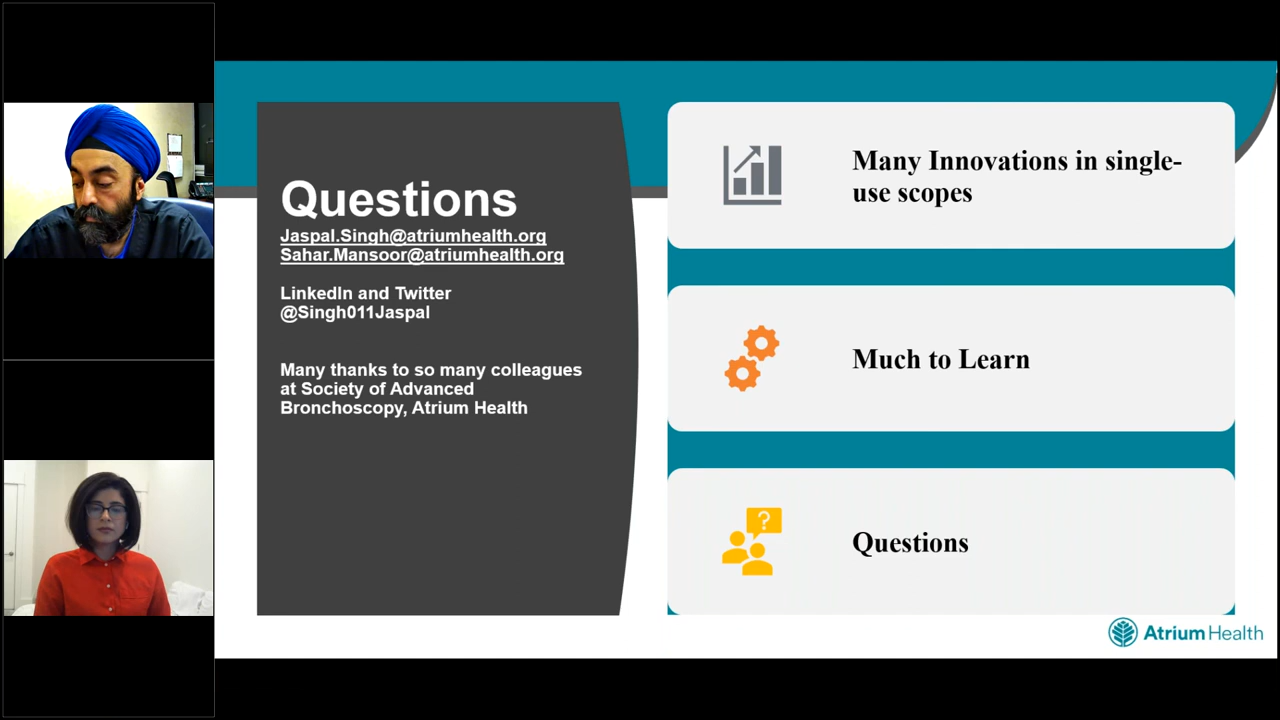 Questions
Jaspal.Singh@atriumhealth.org
Sahar.Mansoor@atriumhealth.org
LinkedIn and Twitter
@Singh011Jaspal
Many thanks to so many colleagues
at Society of Advanced
Bronchoscopy, Atrium Health
Many Innovations in single-
use scopes
Much to Learn
?
Questions
Atrium Health